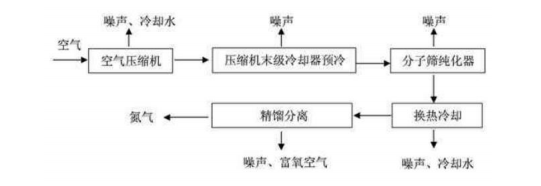 噪声、冷却水
噪声
噪声
空气
空气压缩机
压缩机末级冷却器预冷
分子筛纯化器
氮气
精馏分离
换热冷却
噪声、富氧空气
噪声、冷却水